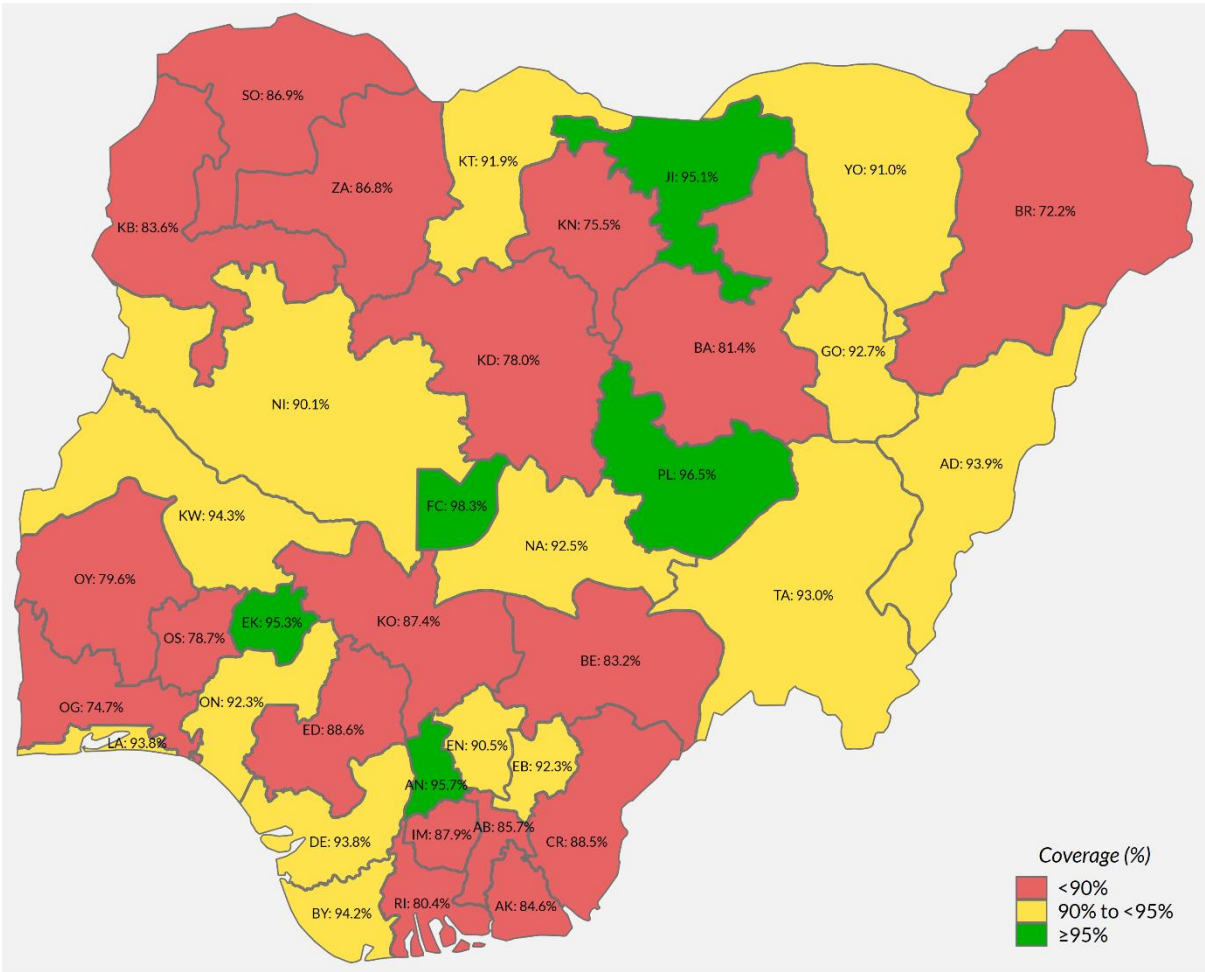 SO: 86.9%
KT: 91.9%
JI: 95.1%
YO: 91.0%
ZA: 86.8%
BR: 72.2%
KB: 83.6%
KN: 75.5%
BA: 81.4%
GO: 92.7%
KD: 78.0%
NI: 90.1%
AD: 93.9%
PL: 96.5%
FC: 98.3%
KW: 94.3%
NA: 92.5%
OY: 79.6%
TA: 93.0%
EK: 95.3%
KO: 87.4%
OS: 78.7%
BE: 83.2%
ON: 92.3%
OG: 74.7%
ED: 88.6%
LA: 93.8%
EN: 90.5%
EB: 92.3%
AN: 95.7%
AB: 85.7%
IM: 87.9%
DE: 93.8%
CR: 88.5%
RI: 80.4%
AK: 84.6%
BY: 94.2%
Coverage (%)
<90%
90% to <95%
≥95%